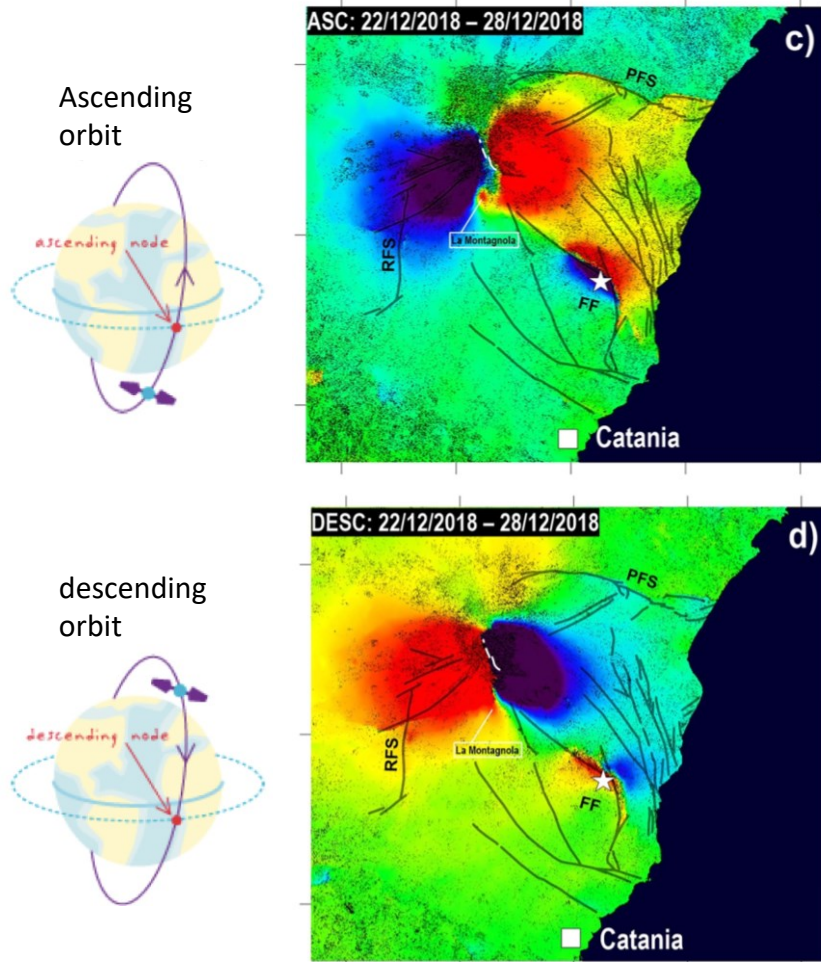 Ascending
orbit
ascending node
ASC: 22/12/2018 – 28/12/2018
c)
PFS
La Montagnola
RFS
FF
Catania
descending
orbit
descending node
DESC: 22/12/2018 – 28/12/2018
d)
PFS
La Montagnola
RFS
FF
Catania